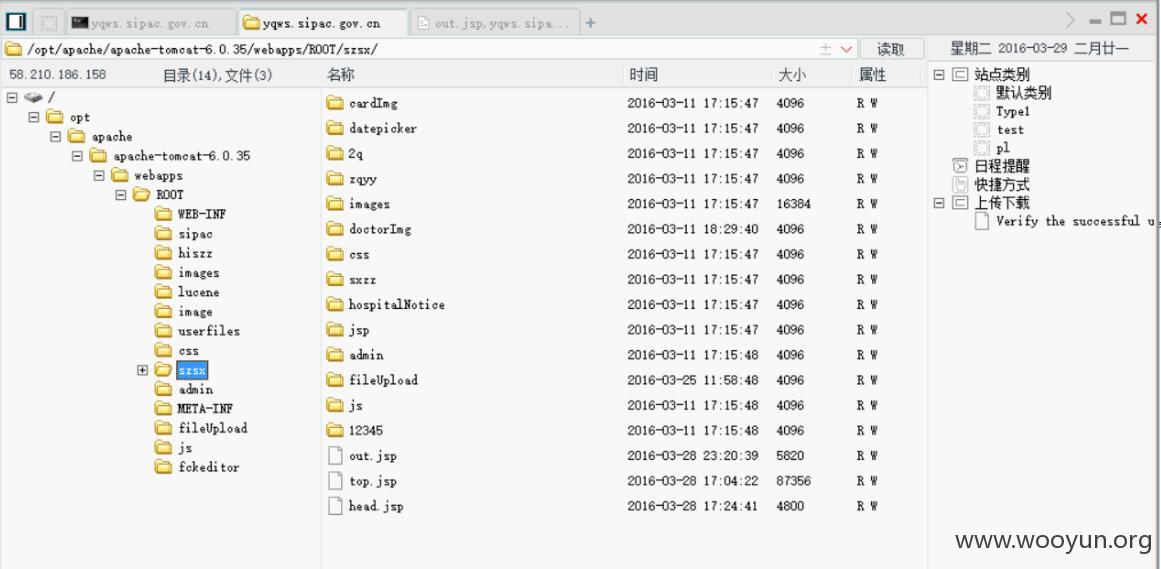 yqws.sipac.gov.cn
yqws.sipac.gov.cn
out.jsp,yqws.sipa...
/opt/apache/apache-tomcat-6.0.35/webapps/ROOT/szsx/
读取
星期二 2016-03-29 二月廿一
58.210.186.158
目录(14),文件(3)
名称
时间
大小
属性
/
opt
apache
apache-tomcat-6.0.35
webapps
ROOT
WEB-INF
sipac
hiszz
images
lucene
image
userfiles
css
szsx
admin
META-INF
fileUpload
js
fckeditor
cardImg 2016-03-11 17:15:47 4096 R W
datepicker 2016-03-11 17:15:47 4096 R W
2q 2016-03-11 17:15:47 4096 R W
zqyy 2016-03-11 17:15:47 4096 R W
images 2016-03-11 17:15:47 16384 R W
doctorImg 2016-03-11 18:29:40 4096 R W
css 2016-03-11 17:15:47 4096 R W
sxzz 2016-03-11 17:15:47 4096 R W
hospitalNotice 2016-03-11 17:15:47 4096 R W
jsp 2016-03-11 17:15:47 4096 R W
admin 2016-03-11 17:15:48 4096 R W
fileUpload 2016-03-25 11:58:48 4096 R W
js 2016-03-11 17:15:48 4096 R W
12345 2016-03-11 17:15:48 4096 R W
out.jsp 2016-03-28 23:20:39 5820 R W
top.jsp 2016-03-28 17:04:22 87356 R W
head.jsp 2016-03-28 17:24:41 4800 R W
站点类别
默认类别
Type1
test
pl
日程提醒
快捷方式
上传下载
Verify the successful u
www.wooyun.org